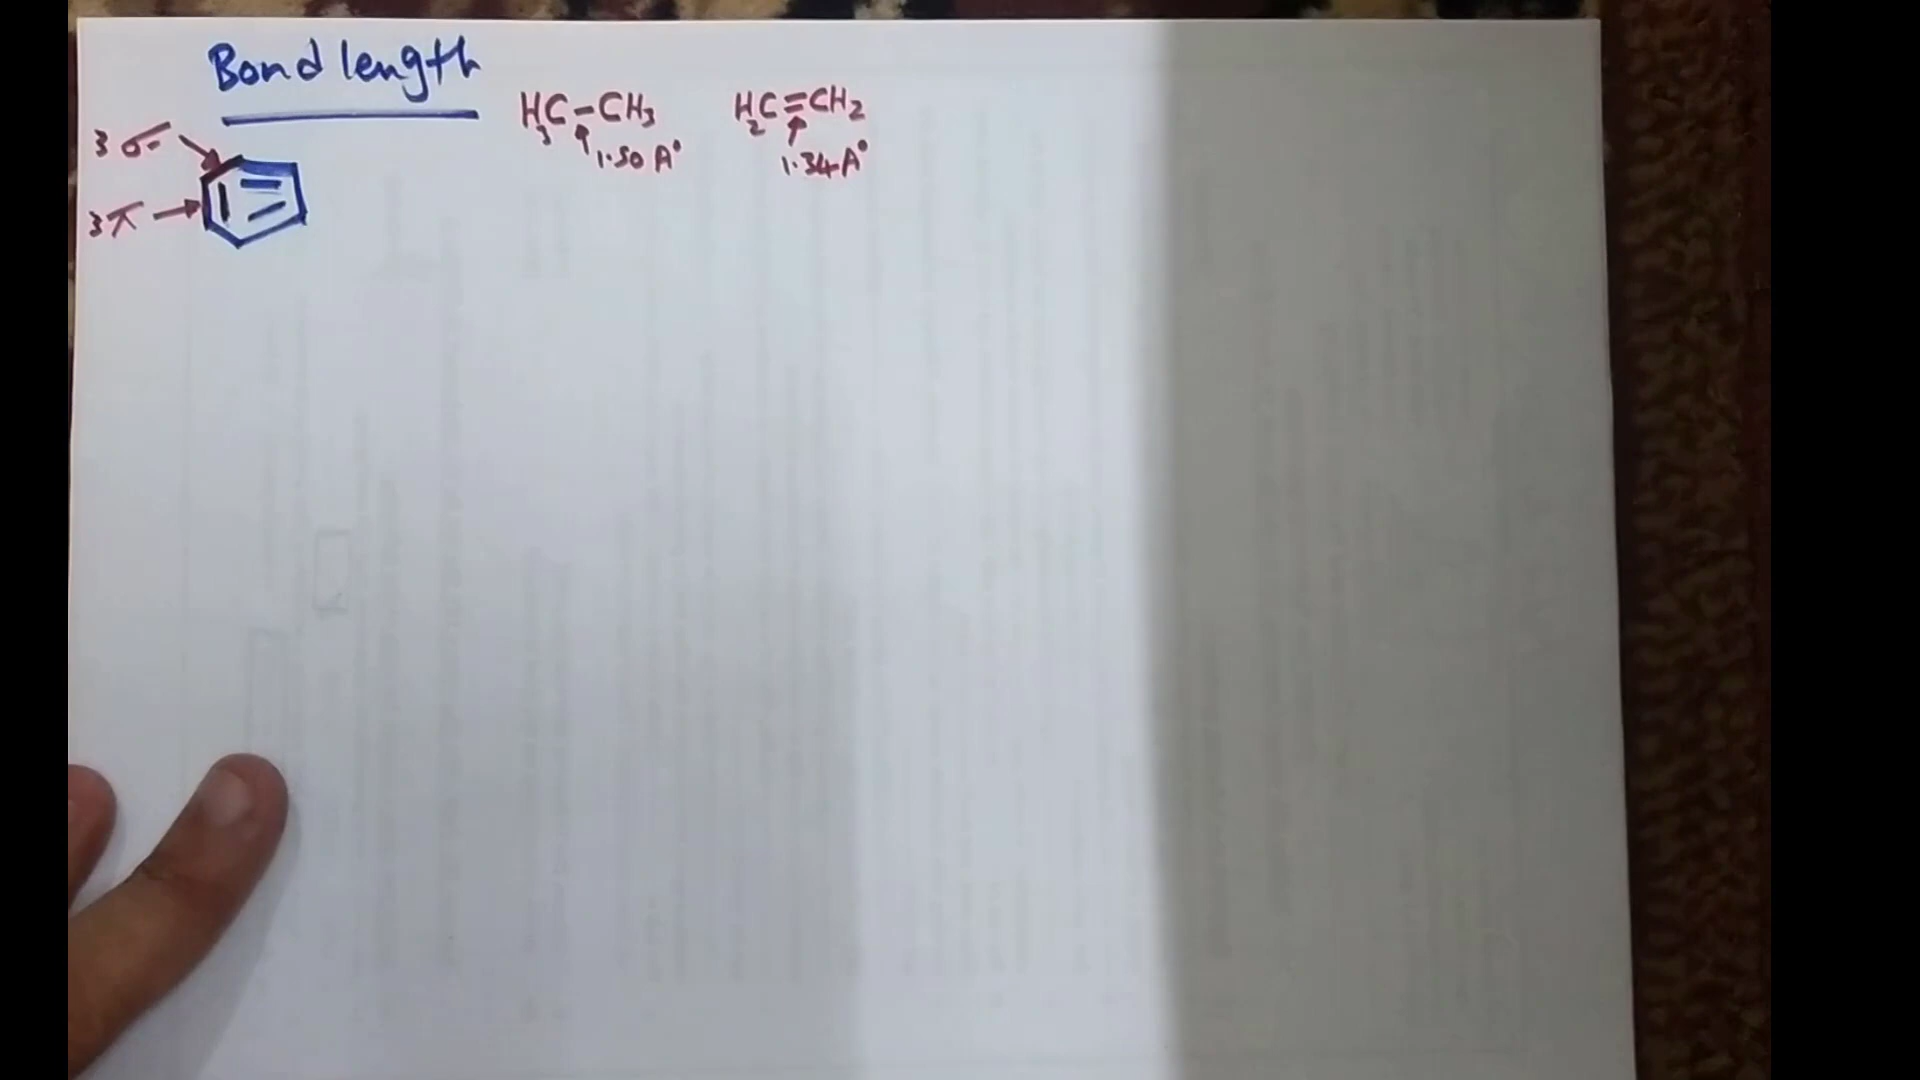 Bond length
H₃C-CH₃ H₂C=CH₂
1.50 A° 1.34 A°
3 σ
3 π